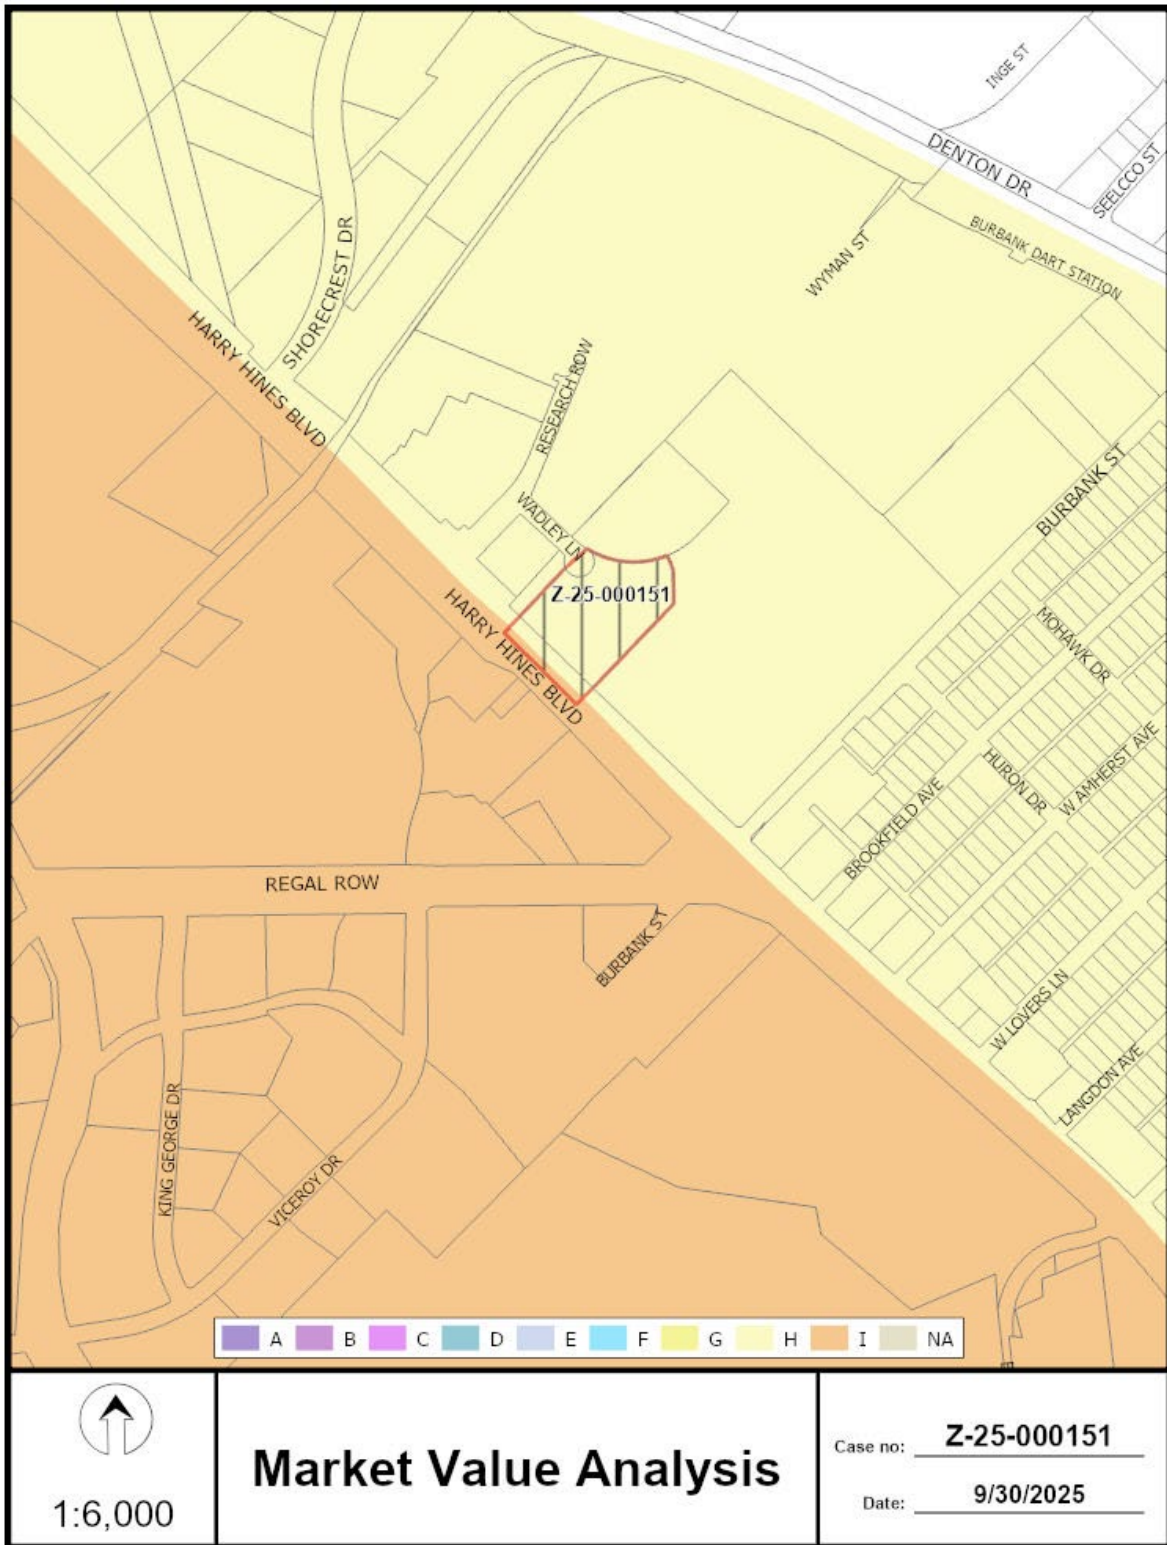 INGE ST
DENTON DR
SEELCCO ST
BURBANK DART STATION
WYMAN ST
SHORECREST DR
HARRY HINES BLVD
RESEARCH ROW
WADLEY LN
BURBANK ST
Z-25-000151
HARRY HINES BLVD
MOHAWK DR
HURON DR
W AMHERST AVE
BROOKFIELD AVE
REGAL ROW
BURBANK ST
W LOVERS LN
LANGDON AVE
KING GEORGE DR
VICEROY DR
A B C D E F G H I NA
1:6,000
Market Value Analysis
Case no: Z-25-000151
Date: 9/30/2025